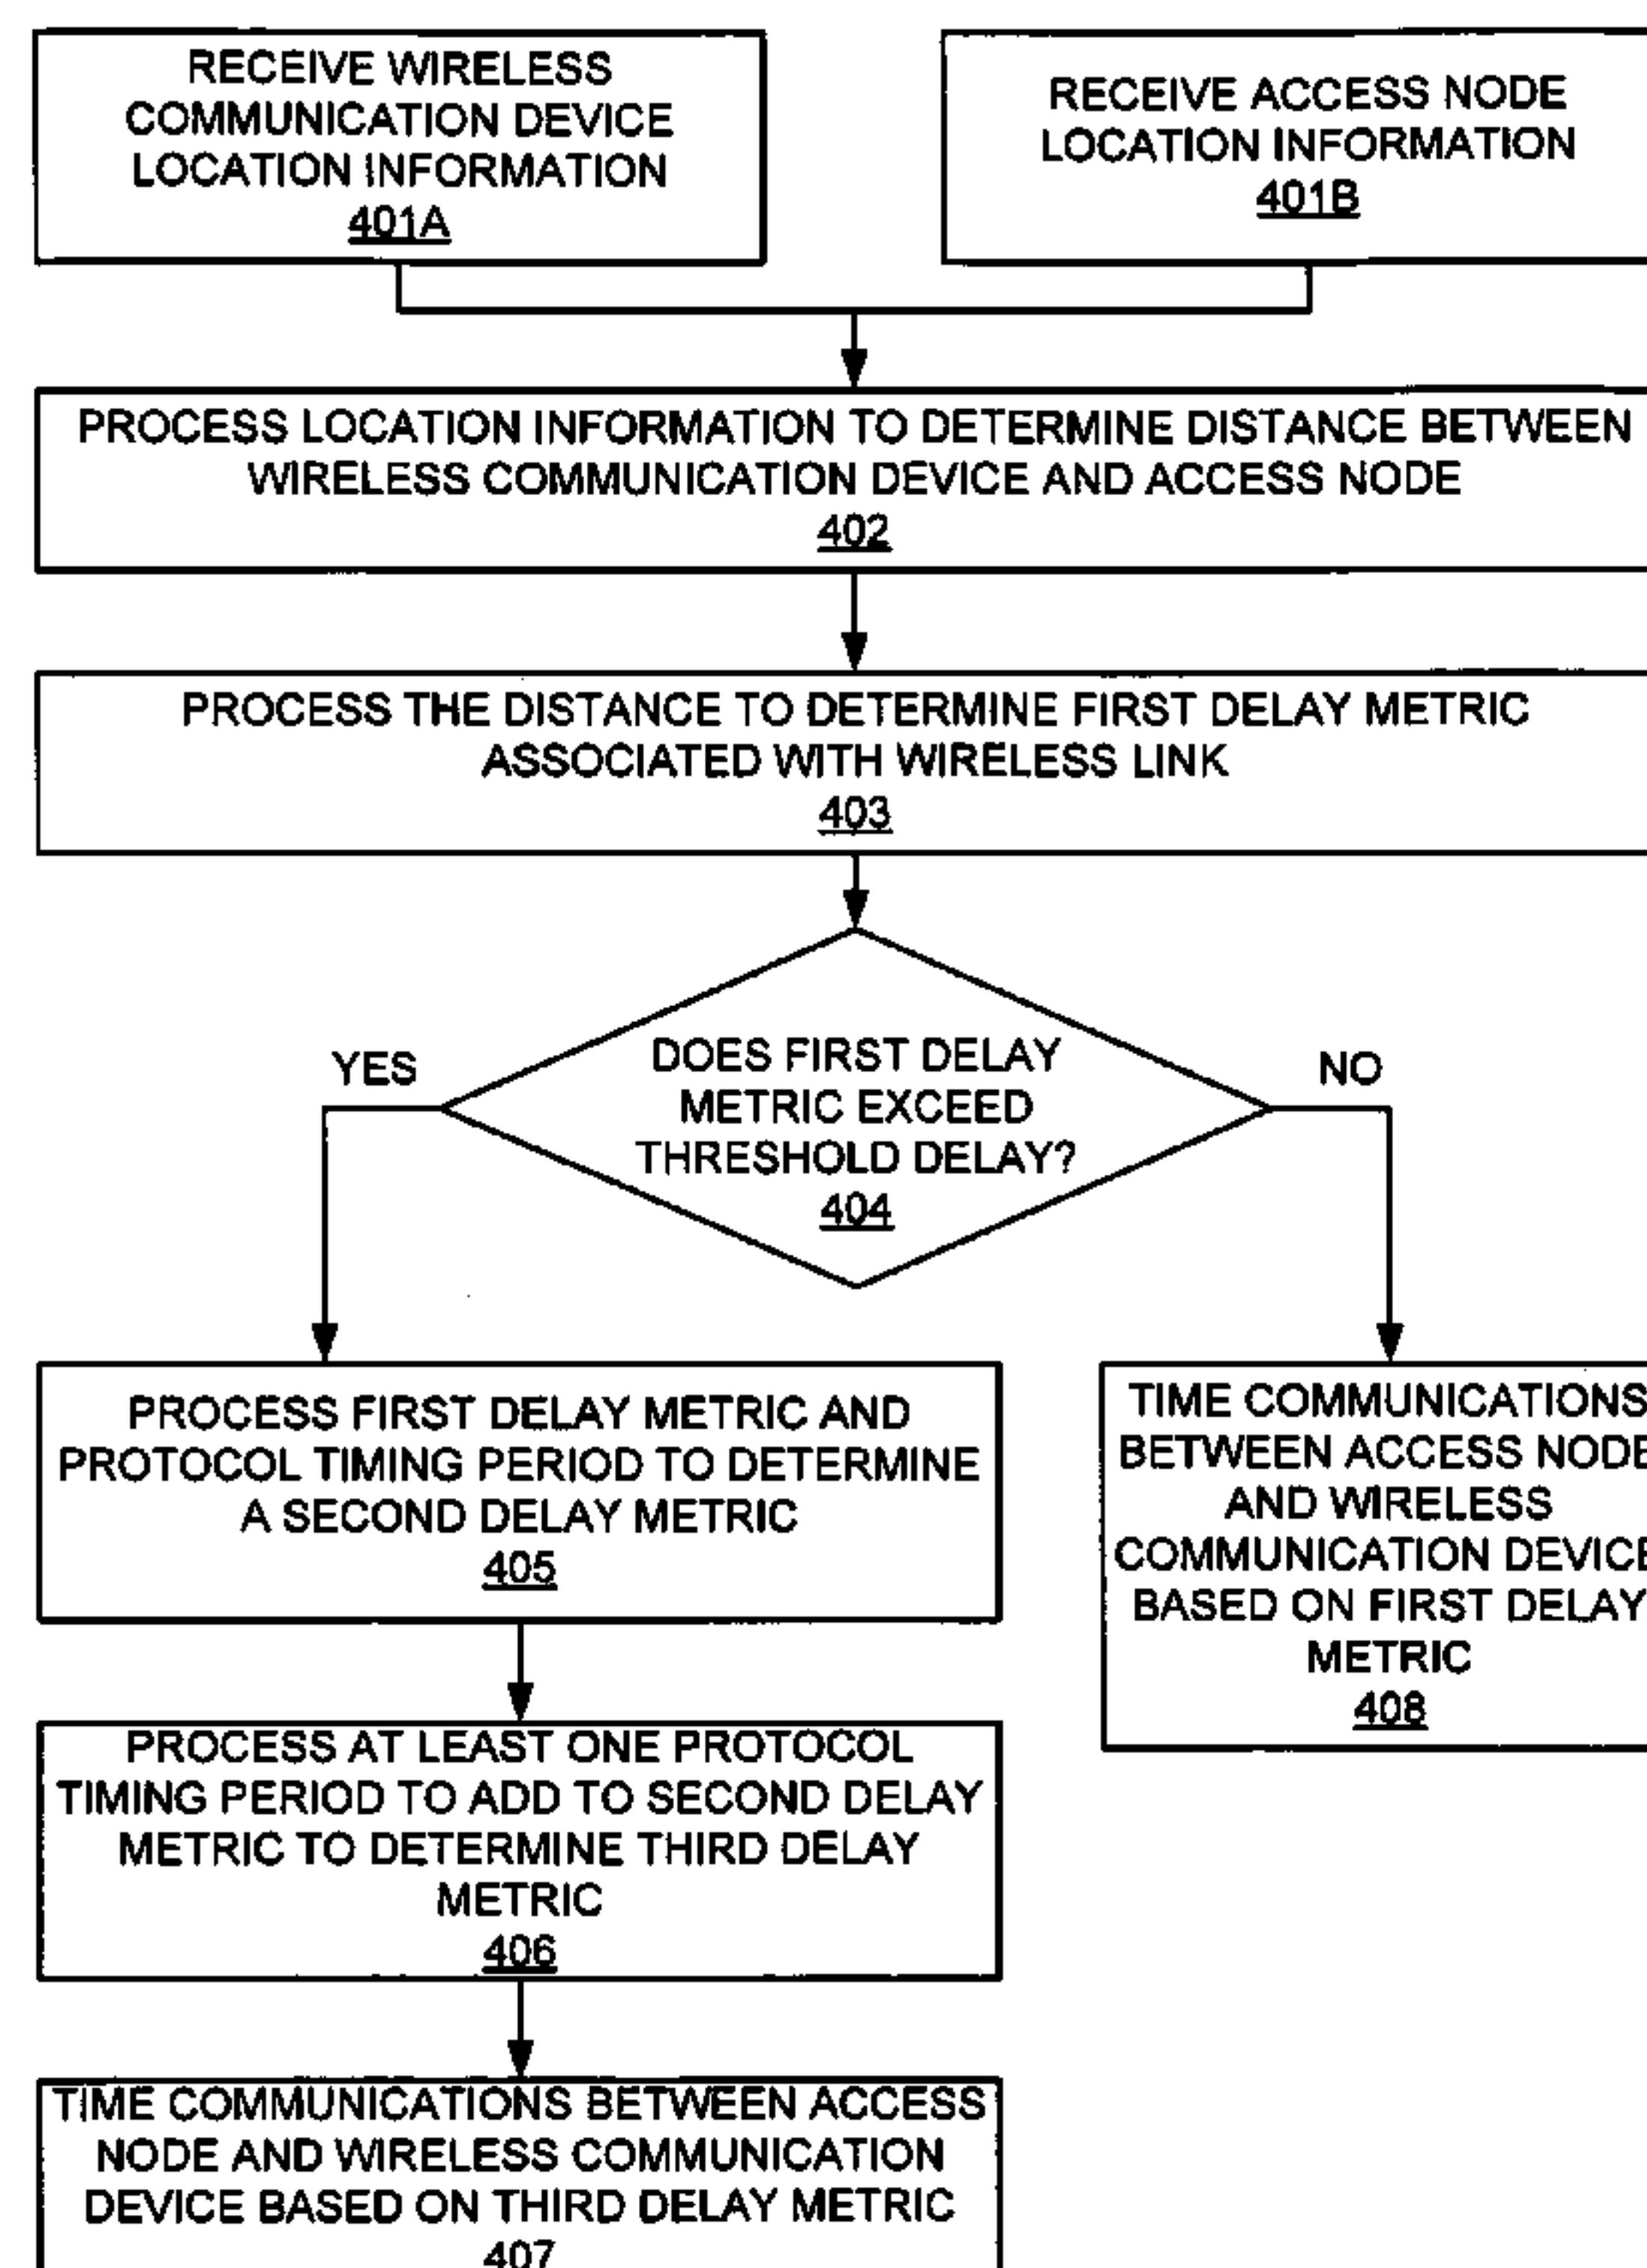 RECEIVE WIRELESS
COMMUNICATION DEVICE
LOCATION INFORMATION
401A
RECEIVE ACCESS NODE
LOCATION INFORMATION
401B
PROCESS LOCATION INFORMATION TO DETERMINE DISTANCE BETWEEN
WIRELESS COMMUNICATION DEVICE AND ACCESS NODE
402
PROCESS THE DISTANCE TO DETERMINE FIRST DELAY METRIC
ASSOCIATED WITH WIRELESS LINK
403
DOES FIRST DELAY
METRIC EXCEED
THRESHOLD DELAY?
404
YES
NO
PROCESS FIRST DELAY METRIC AND
PROTOCOL TIMING PERIOD TO DETERMINE
A SECOND DELAY METRIC
405
TIME COMMUNICATIONS
BETWEEN ACCESS NODE
AND WIRELESS
COMMUNICATION DEVICE
BASED ON FIRST DELAY
METRIC
408
PROCESS AT LEAST ONE PROTOCOL
TIMING PERIOD TO ADD TO SECOND DELAY
METRIC TO DETERMINE THIRD DELAY
METRIC
406
TIME COMMUNICATIONS BETWEEN ACCESS
NODE AND WIRELESS COMMUNICATION
DEVICE BASED ON THIRD DELAY METRIC
407